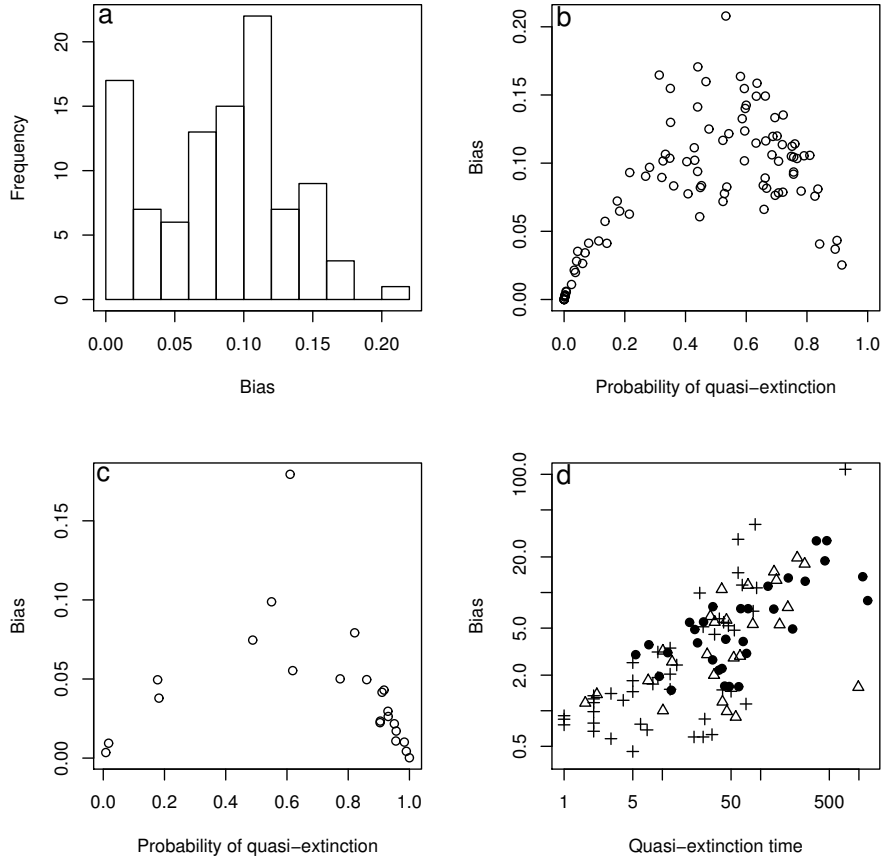 a
Frequency
20
15
10
5
0
0.00 0.05 0.10 0.15 0.20
Bias
b
Bias
0.20
0.15
0.10
0.05
0.00
0.0 0.2 0.4 0.6 0.8 1.0
Probability of quasi−extinction
c
Bias
0.15
0.10
0.05
0.00
0.0 0.2 0.4 0.6 0.8 1.0
Probability of quasi−extinction
d
Bias
100.0
20.0
5.0
2.0
0.5
1 5 50 500
Quasi−extinction time